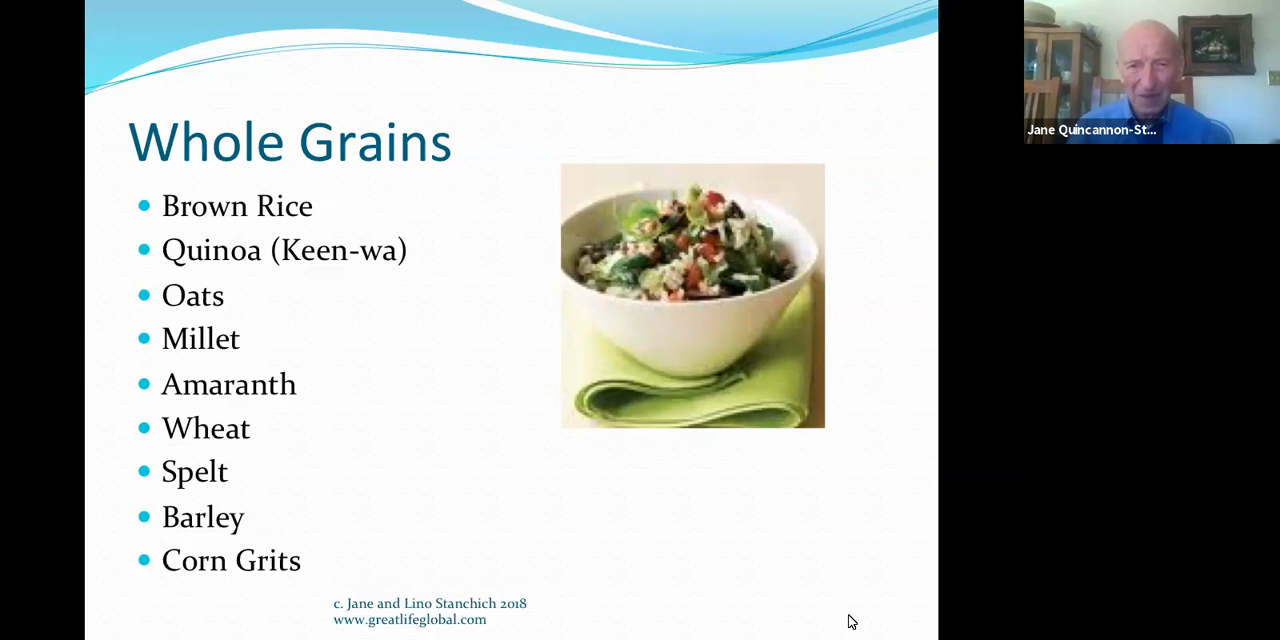 Whole Grains
Brown Rice
Quinoa (Keen-wa)
Oats
Millet
Amaranth
Wheat
Spelt
Barley
Corn Grits
c. Jane and Lino Stanchich 2018
www.greatlifeglobal.com
Jane Quincannon-St...